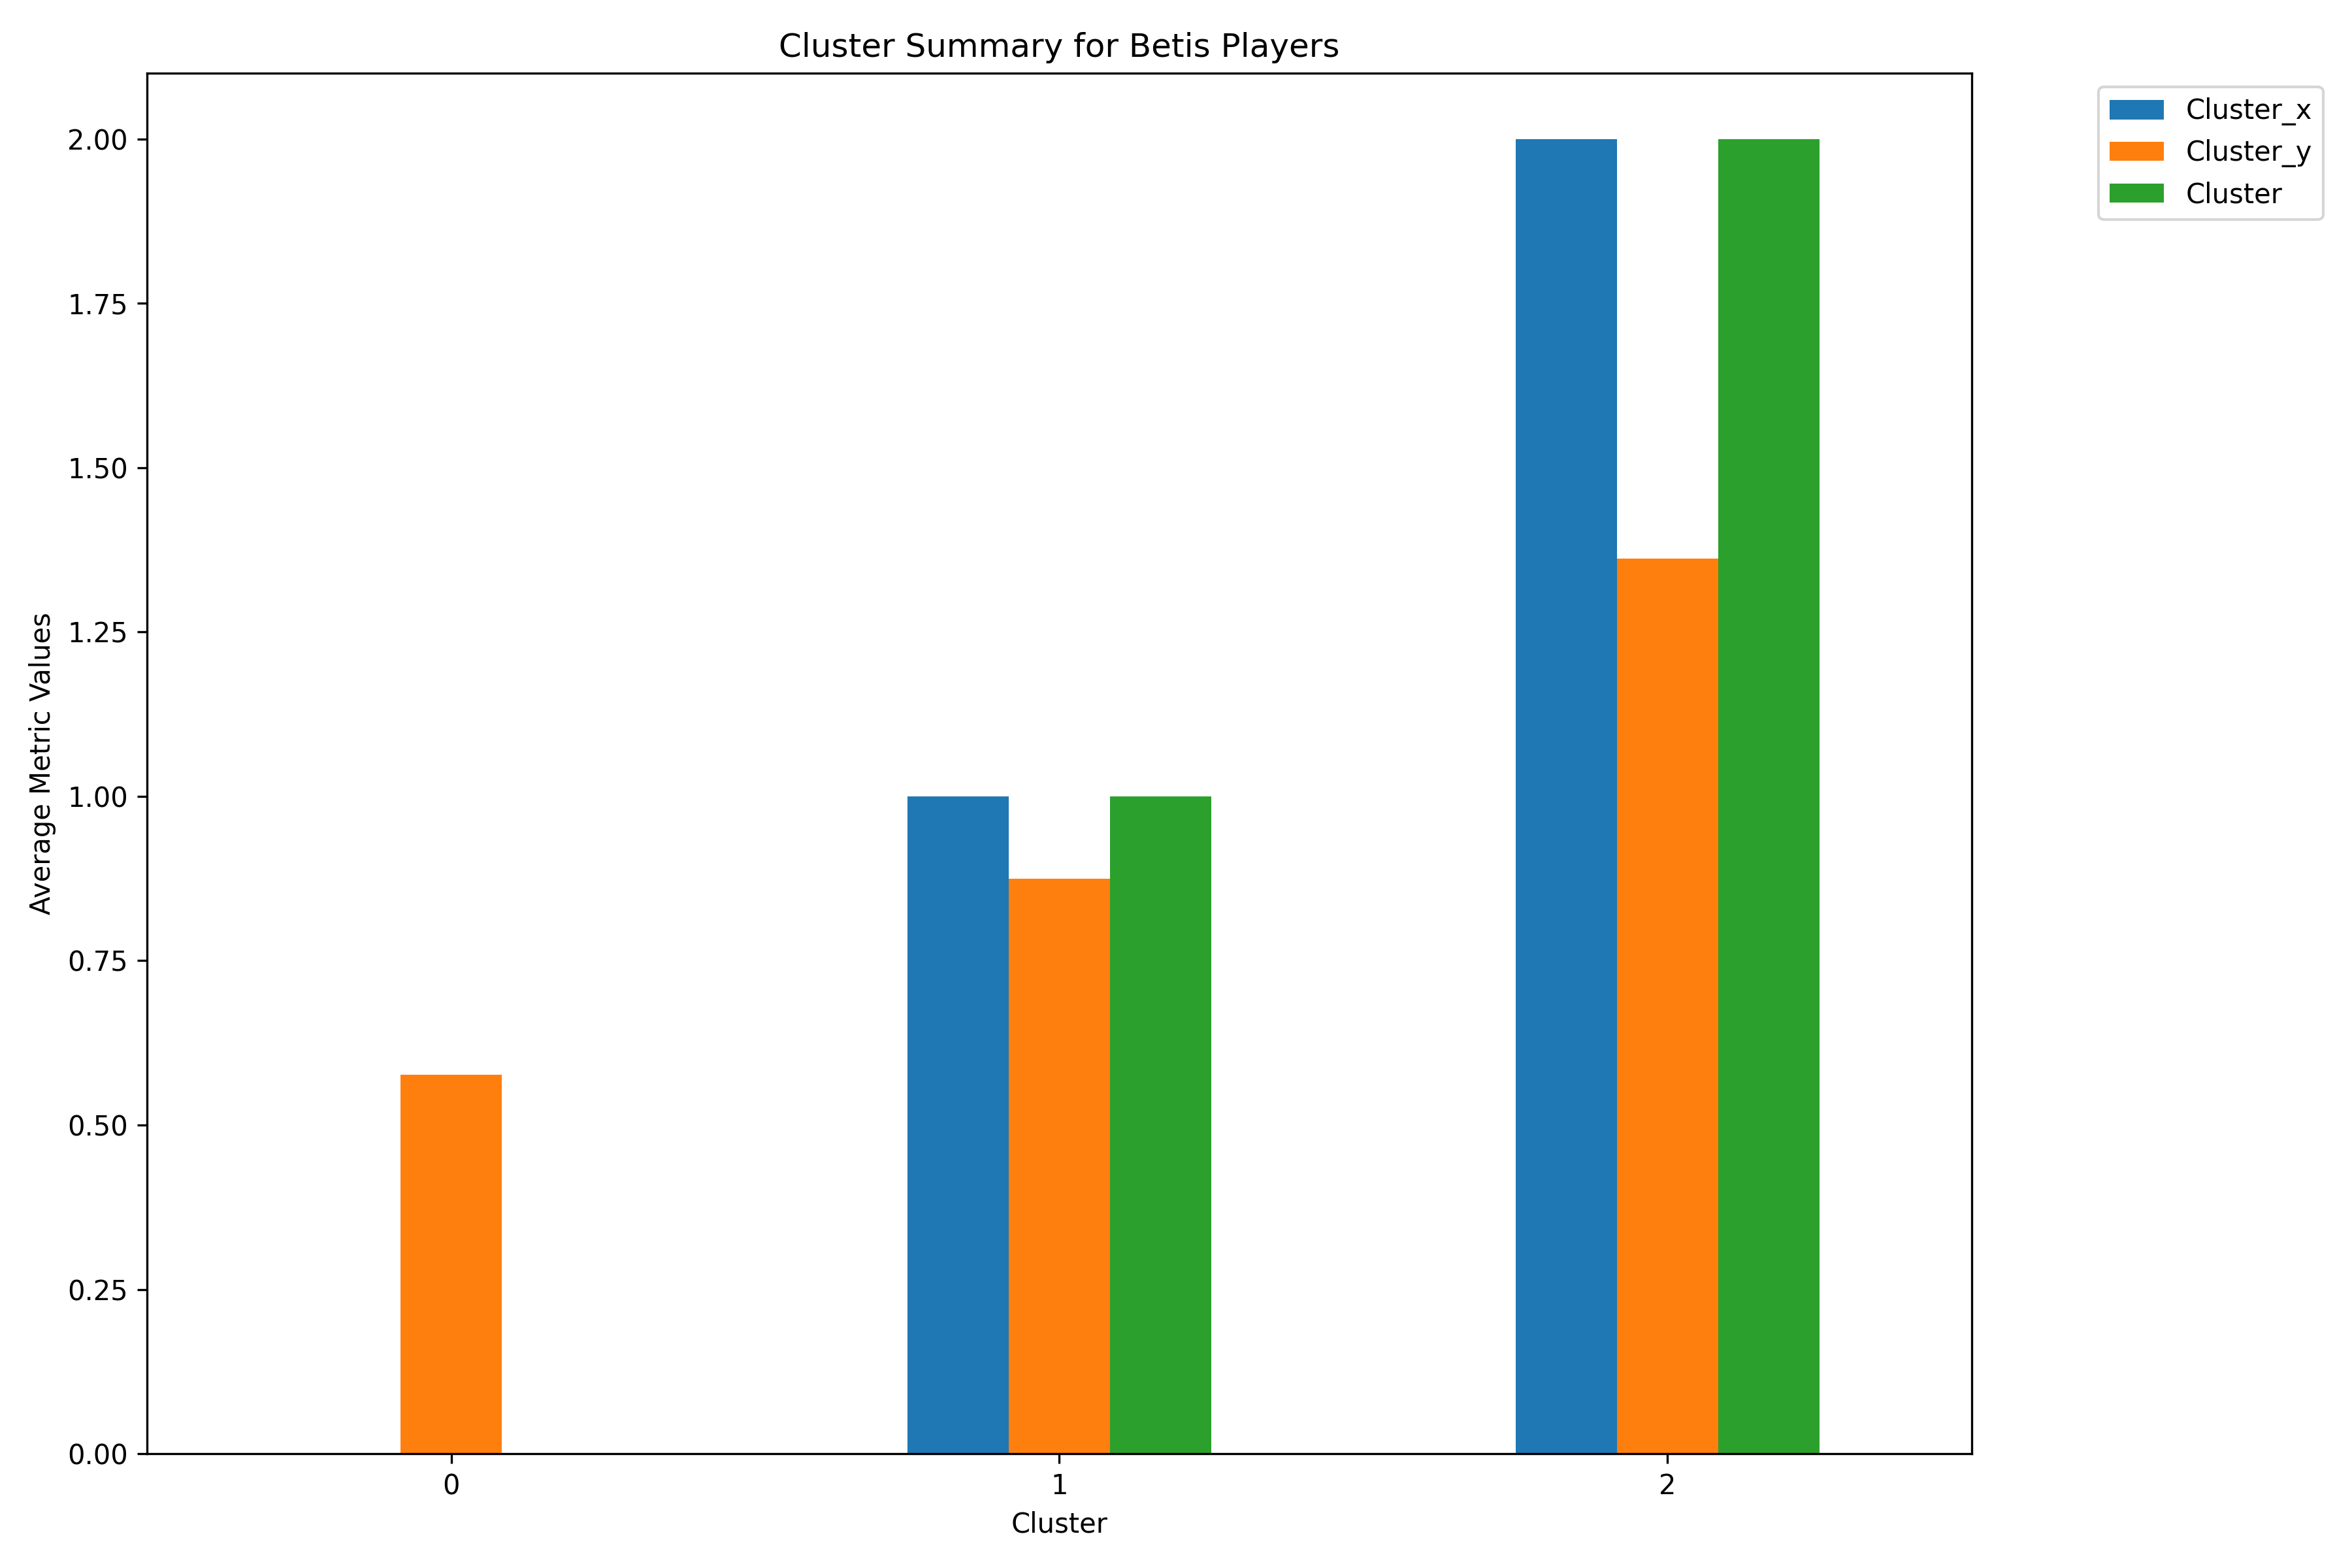 Cluster Summary for Betis Players
Cluster_x
Cluster_y
Cluster
2.00
1.75
1.50
1.25
1.00
0.75
0.50
0.25
0.00
Average Metric Values
0
1
2
Cluster